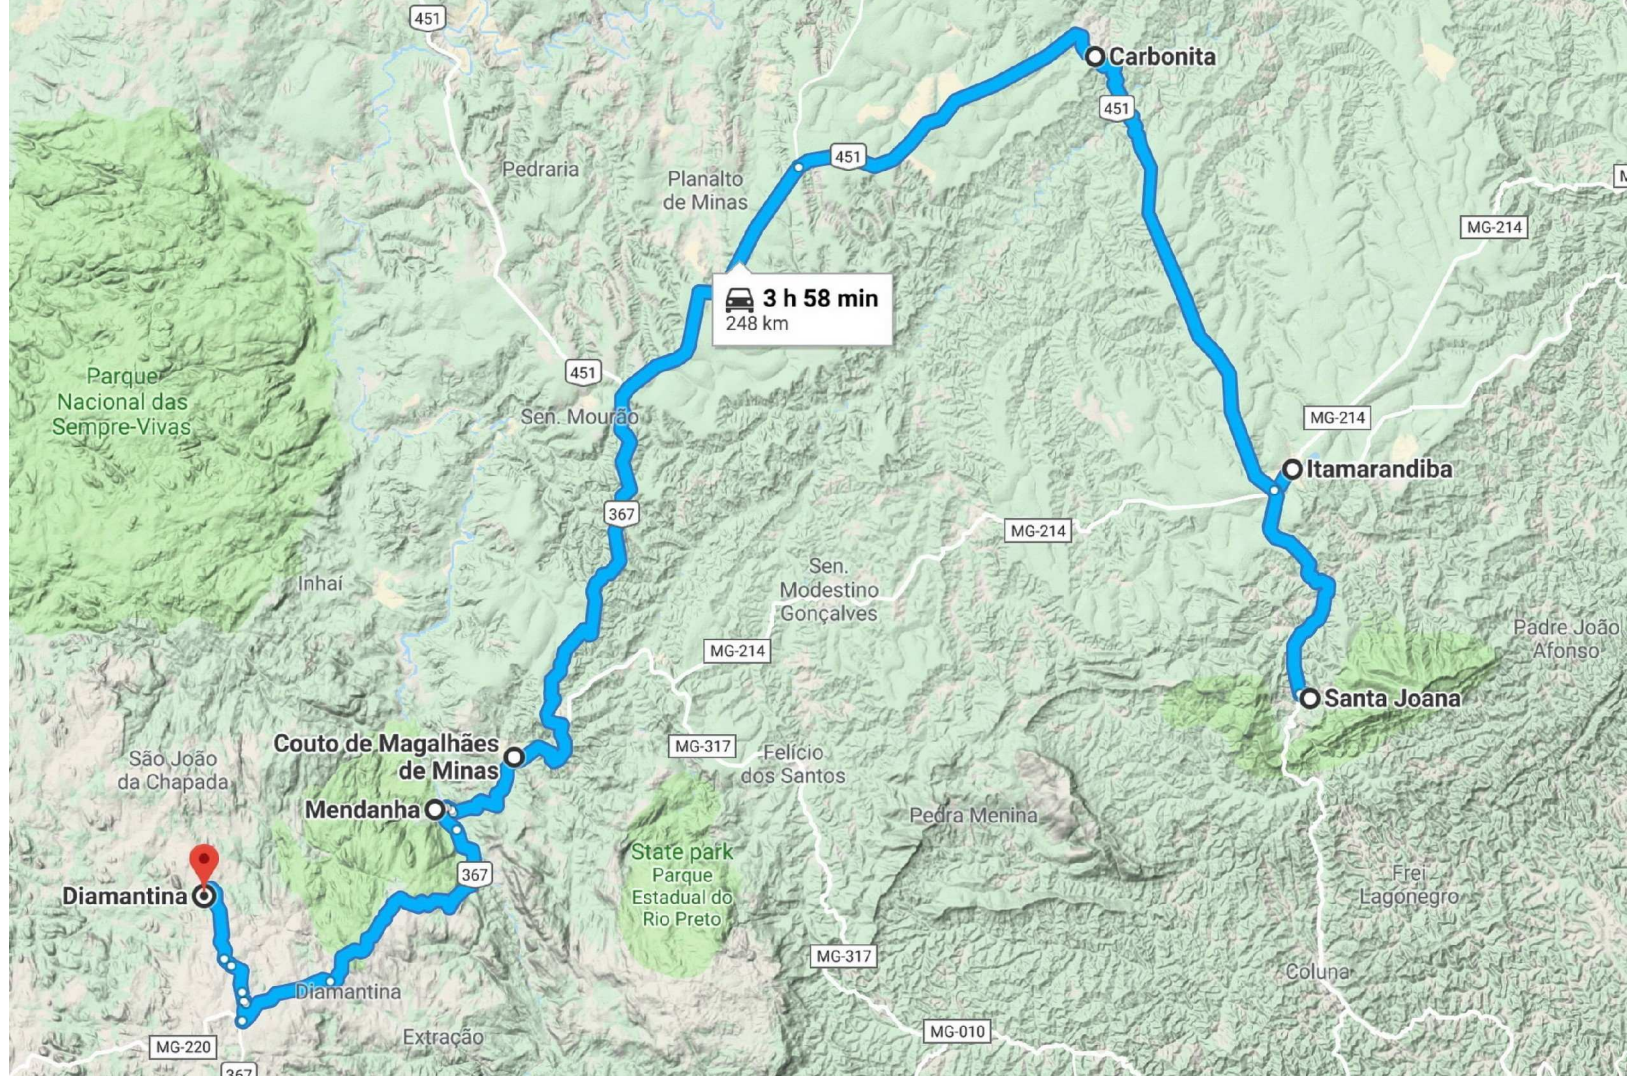 451
Carbonita
451
451
Pedraria
Planalto
de Minas
MG-214
3 h 58 min
248 km
451
Parque
Nacional das
Sempre-Vivas
Sen. Mourão
MG-214
Itamarandiba
367
MG-214
Inhaí
Sen.
Modestino
Gonçalves
Padre João
Afonso
MG-214
Santa Joana
Couto de Magalhães
de Minas
MG-317
Felício
dos Santos
São João
da Chapada
Mendanha
Pedra Menina
State park
Parque
Estadual do
Rio Preto
367
Diamantina
Frei
Lagonegro
MG-317
Coluna
Diamantina
Extração
MG-010
MG-220
367